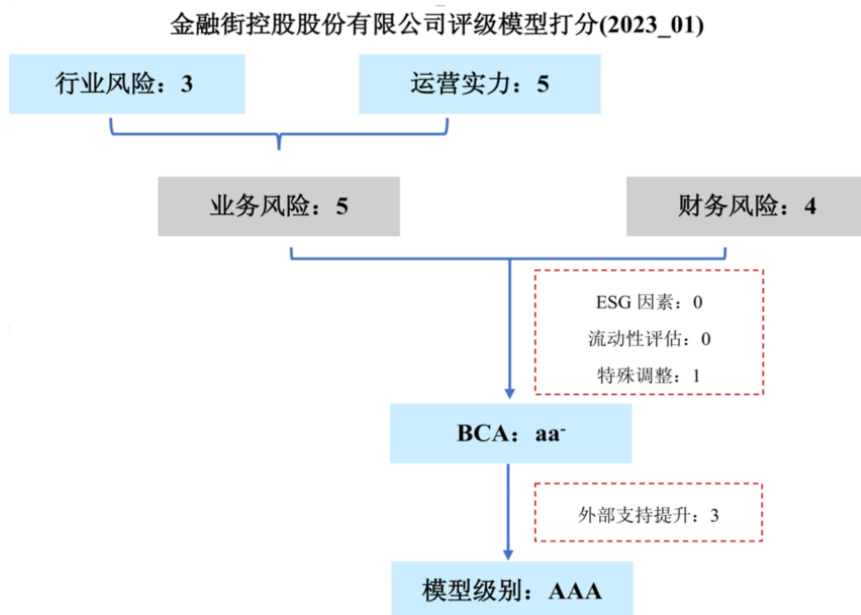 金融街控股股份有限公司评级模型打分(2023_01)
行业风险：3
运营实力：5
业务风险：5
财务风险：4
ESG 因素：0
流动性评估：0
特殊调整：1
BCA：aa-
外部支持提升：3
模型级别：AAA